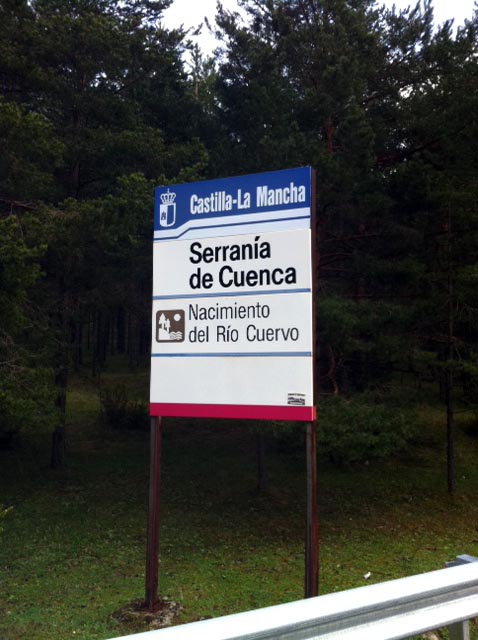 Castilla-La Mancha
Serranía
de Cuenca
Nacimiento
del Río Cuervo